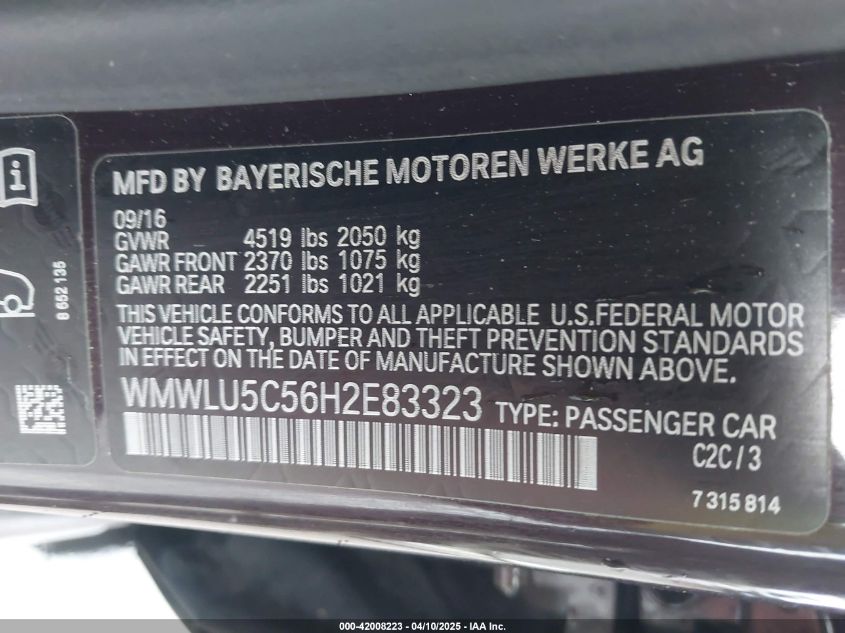 MFD BY BAYERISCHE MOTOREN WERKE AG
09/16
GVWR 4519 lbs 2050 kg
GAWR FRONT 2370 lbs 1075 kg
GAWR REAR 2251 lbs 1021 kg
THIS VEHICLE CONFORMS TO ALL APPLICABLE U.S.FEDERAL MOTOR
VEHICLE SAFETY, BUMPER AND THEFT PREVENTION STANDARDS
IN EFFECT ON THE DATE OF MANUFACTURE SHOWN ABOVE.
WMWLU5C56H2E83323 TYPE: PASSENGER CAR
C2C/3
7 315 814
8 652 135
i
000-42008223 - 04/10/2025 - IAA Inc.